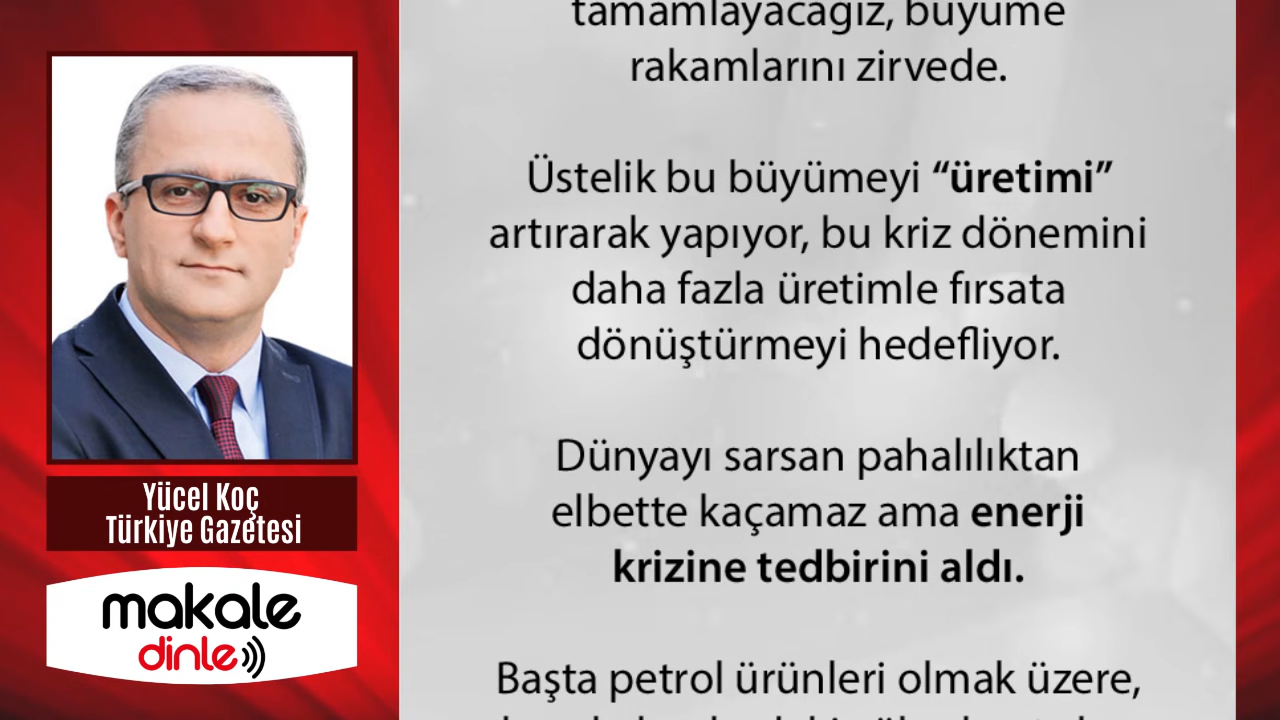 tamamlayacağız, büyüme
rakamlarını zirvede.
Üstelik bu büyümeyi “üretimi”
artırarak yapıyor, bu kriz dönemini
daha fazla üretimle fırsata
dönüştürmeyi hedefliyor.
Dünyayı sarsan pahalılıktan
elbette kaçamaz ama enerji
krizine tedbirini aldı.
Başta petrol ürünleri olmak üzere,
Yücel Koç
Türkiye Gazetesi
makale
dinle